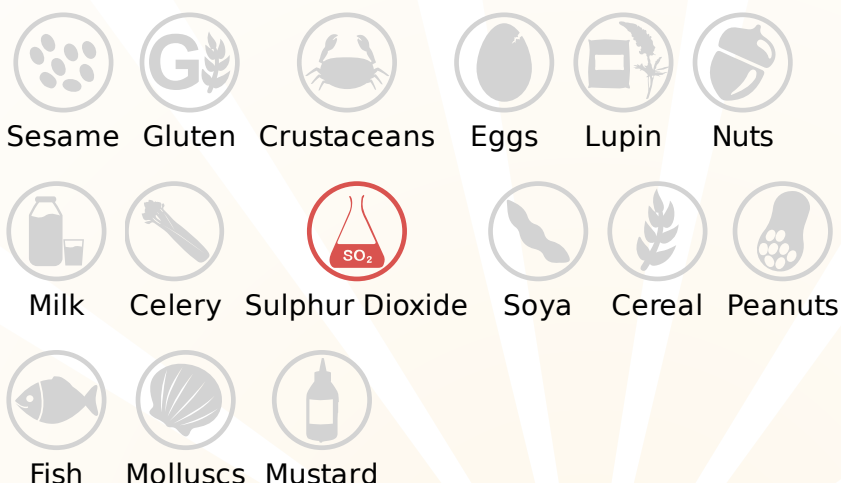 G
Sesame Gluten Crustaceans Eggs Lupin Nuts
SO₂
Milk Celery Sulphur Dioxide Soya Cereal Peanuts
Fish Molluscs Mustard